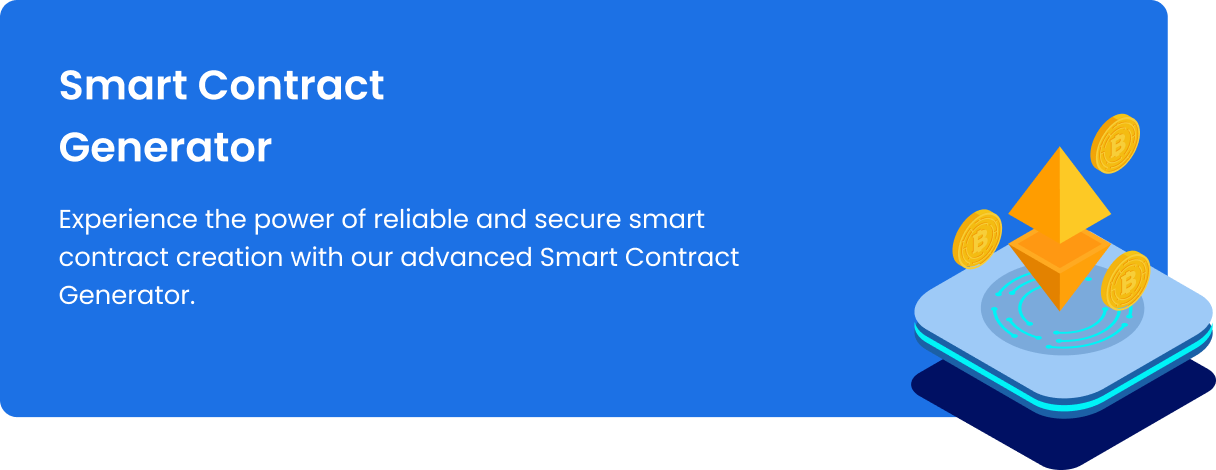 Smart Contract
Generator
Experience the power of reliable and secure smart
contract creation with our advanced Smart Contract
Generator.